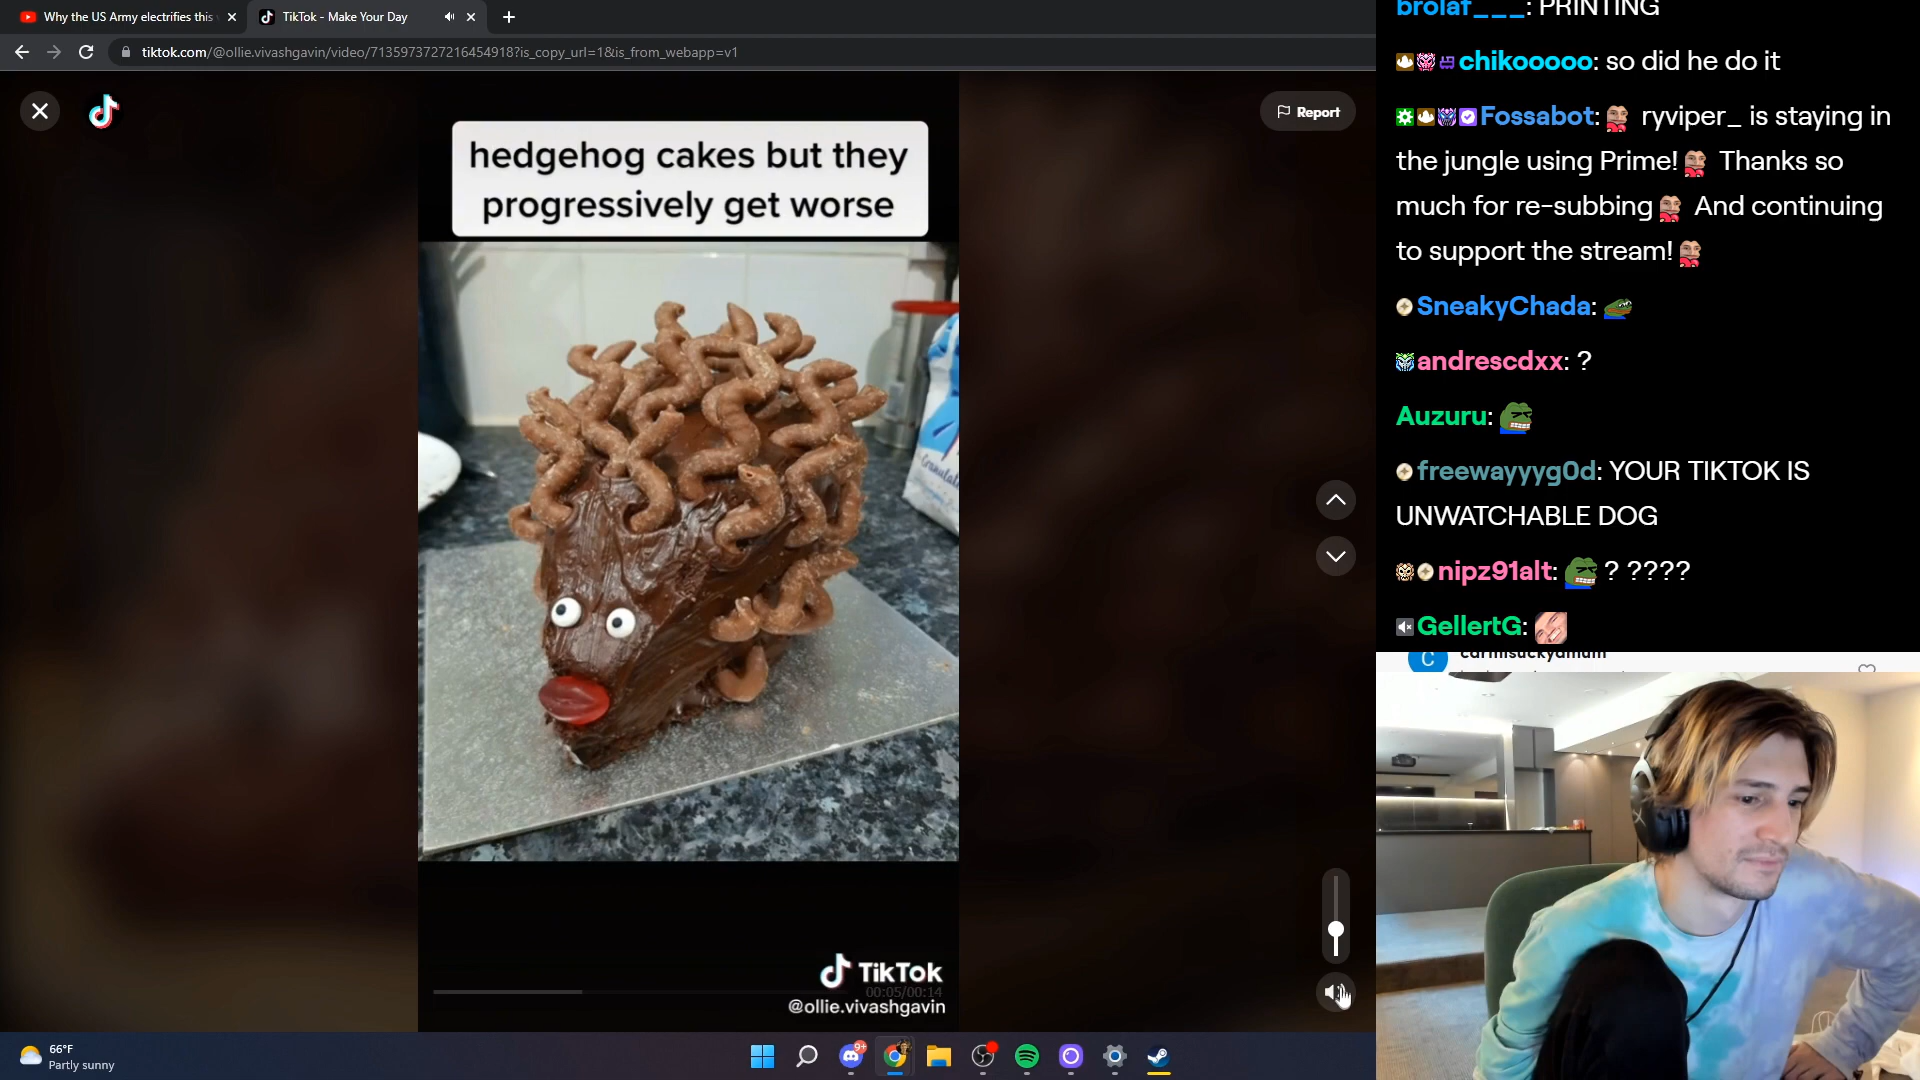 Why the US Army electrifies this
TikTok - Make Your Day
tiktok.com/@ollie.vivashgavin/video/7135973727216454918?is_copy_url=1&is_from_webapp=v1
Report
hedgehog cakes but they
progressively get worse
TikTok
00:05/00:14
@ollie.vivashgavin
brolaf___: PRINTING
chikooooo: so did he do it
Fossabot: ryviper_ is staying in
the jungle using Prime! Thanks so
much for re-subbing And continuing
to support the stream!
SneakyChada:
andrescdxx: ?
Auzuru:
freewayyyg0d: YOUR TIKTOK IS
UNWATCHABLE DOG
nipz91alt: ? ????
GellertG:
C
66°F
Partly sunny
9+